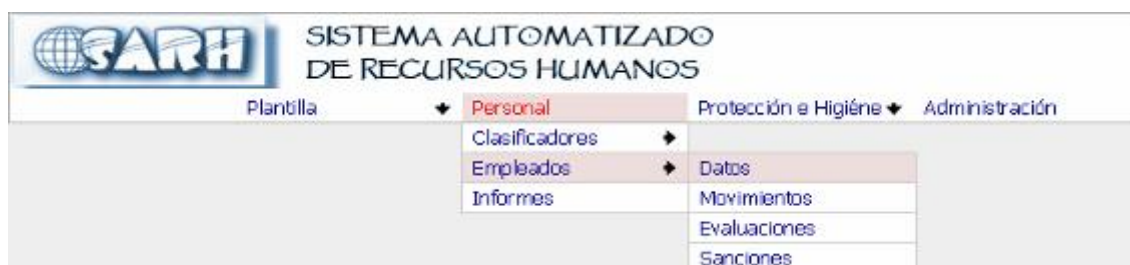 SARH
SISTEMA AUTOMATIZADO
DE RECURSOS HUMANOS
Plantilla Personal Protección e Higiéne Administración
Clasificadores
Empleados Datos
Informes Movimientos
Evaluaciones
Sanciones